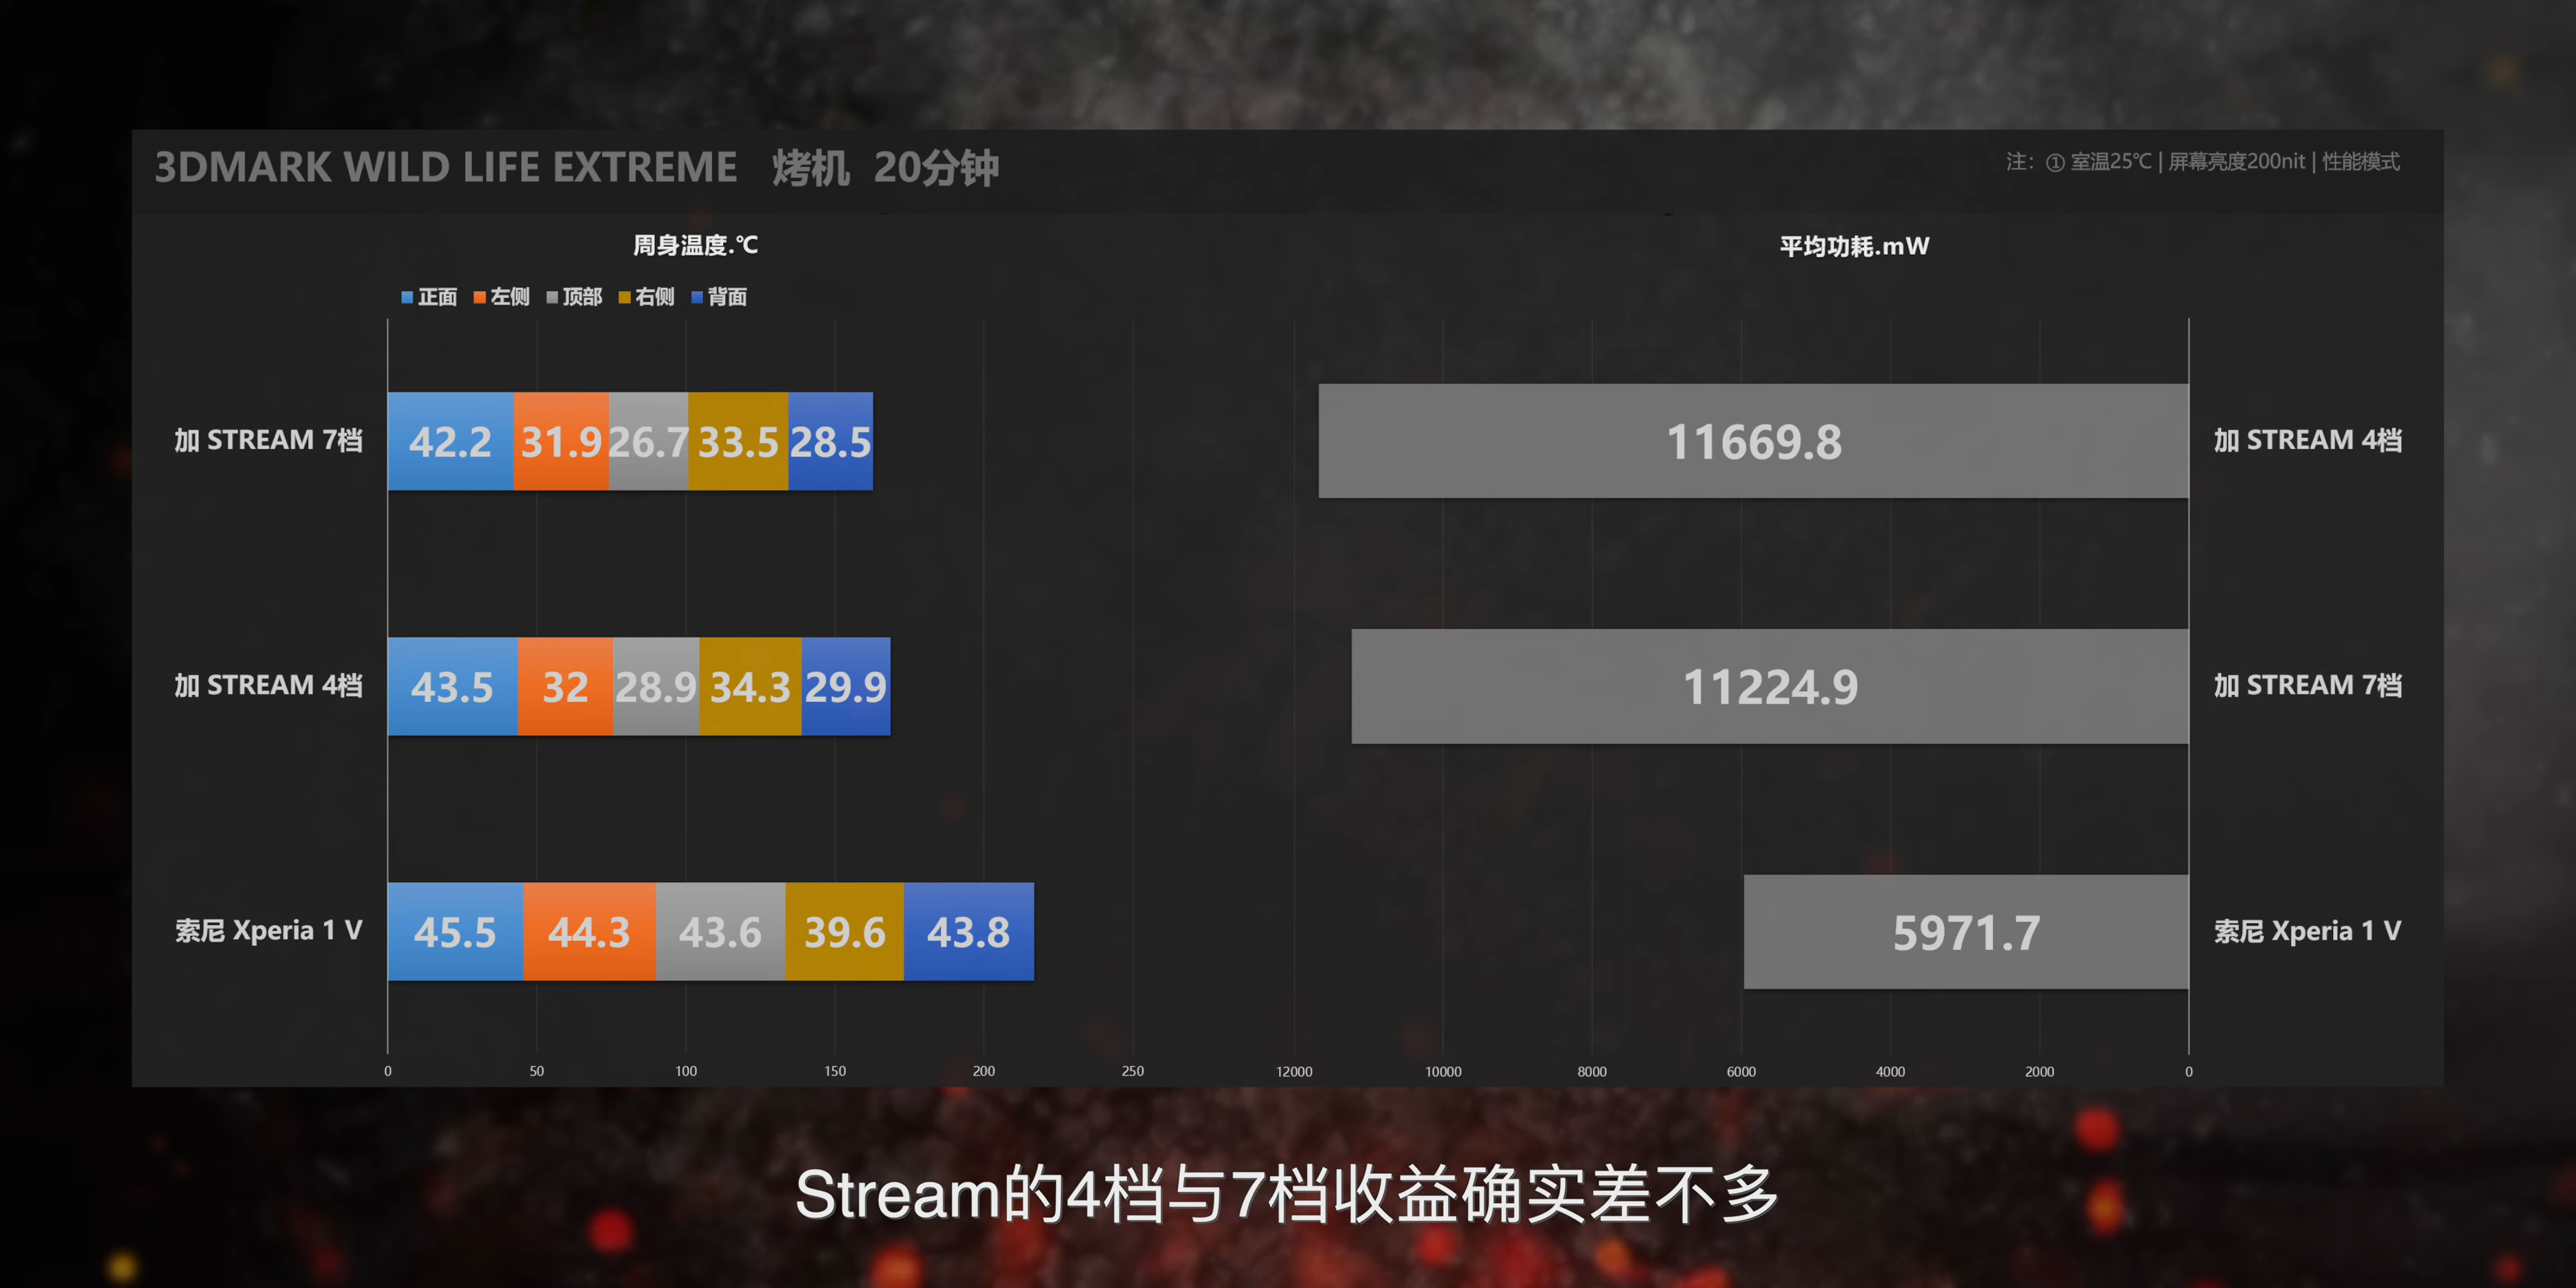 3DMARK WILD LIFE EXTREME 烤机 20分钟
注：① 室温25℃ | 屏幕亮度200nit | 性能模式
周身温度.℃
正面 左侧 顶部 右侧 背面
加 STREAM 7档 42.2 31.9 26.7 33.5 28.5
加 STREAM 4档 43.5 32 28.9 34.3 29.9
索尼 Xperia 1 V 45.5 44.3 43.6 39.6 43.8
0 50 100 150 200 250
平均功耗.mW
11669.8 加 STREAM 4档
11224.9 加 STREAM 7档
5971.7 索尼 Xperia 1 V
12000 10000 8000 6000 4000 2000 0
Stream的4档与7档收益确实差不多